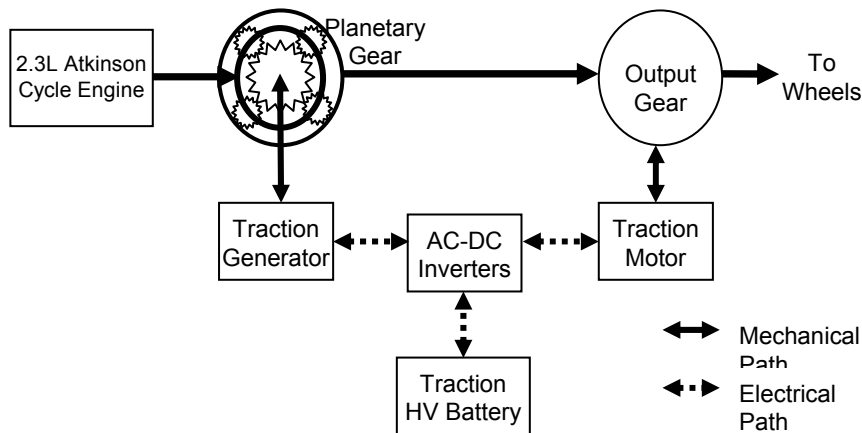 Planetary
Gear
2.3L Atkinson
Cycle Engine
Output
Gear
To
Wheels
Traction
Generator
AC-DC
Inverters
Traction
Motor
Mechanical
Path
Traction
HV Battery
Electrical
Path